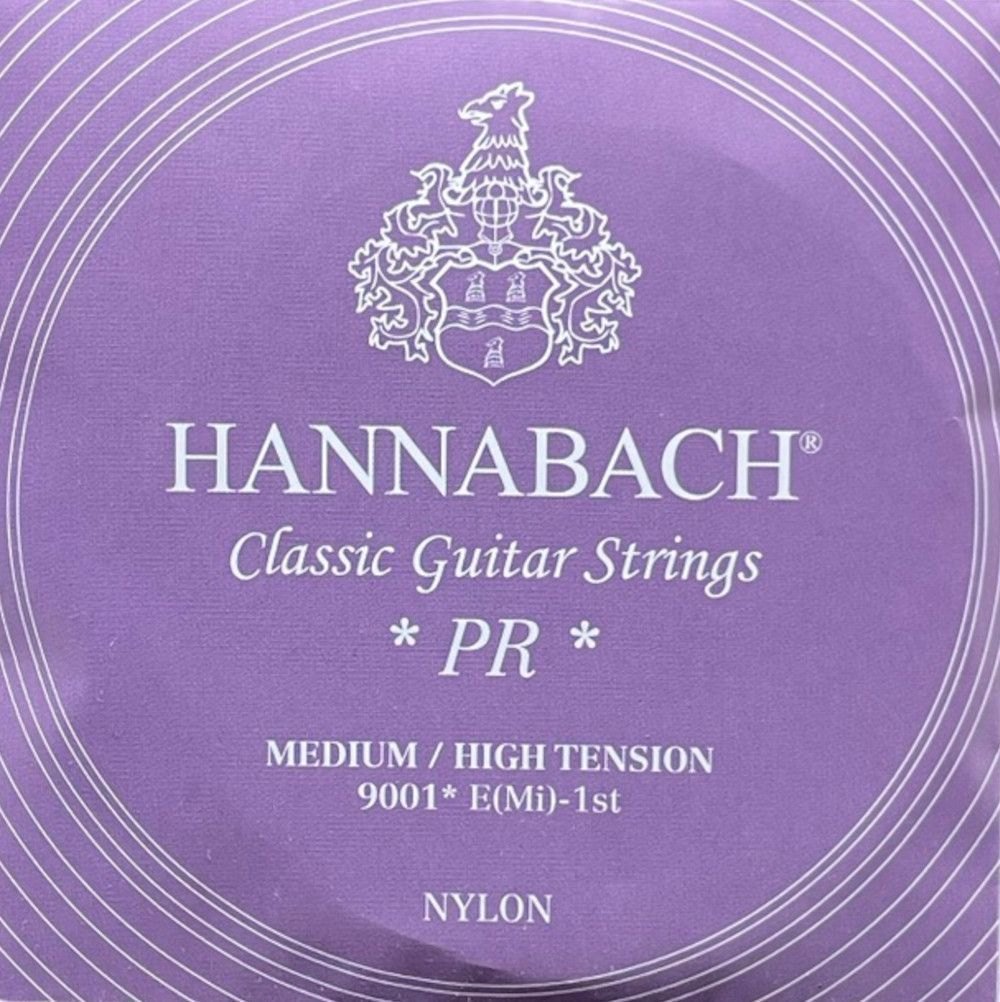 HANNABACH®
Classic Guitar Strings
* PR *
MEDIUM / HIGH TENSION
9001* E(Mi)-1st
NYLON